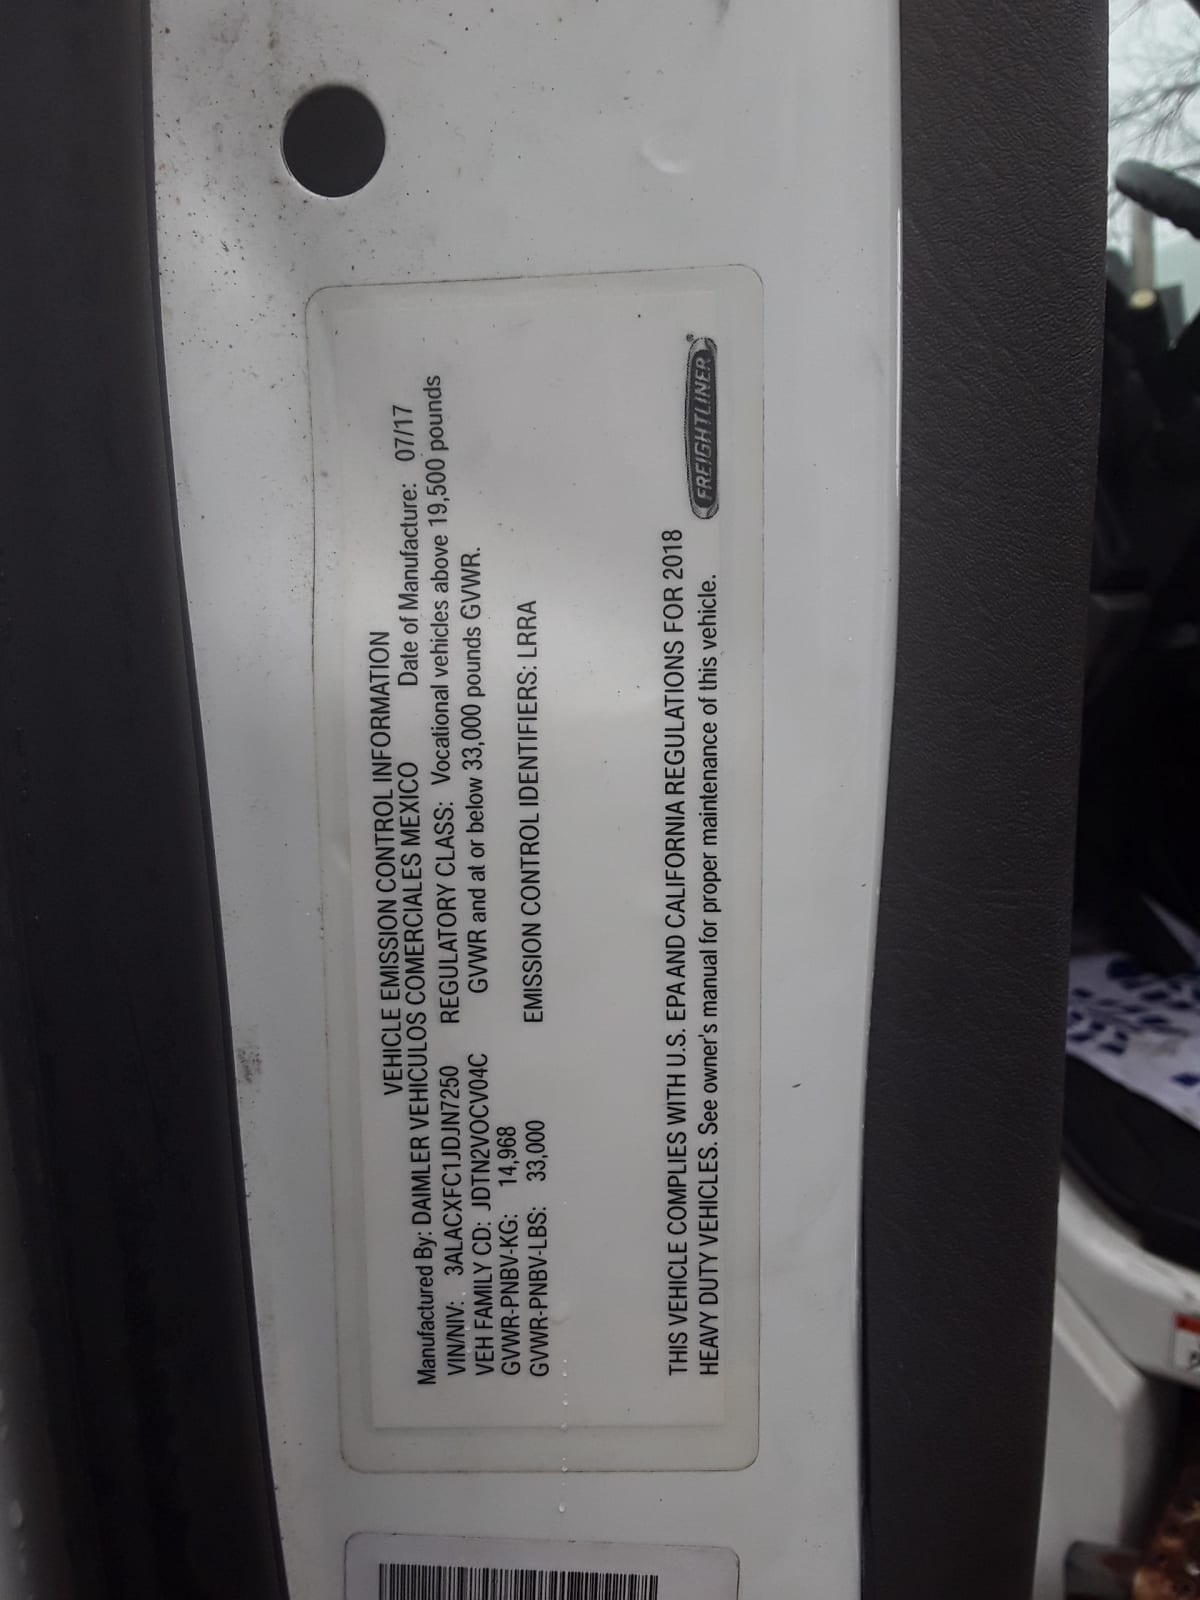 VEHICLE EMISSION CONTROL INFORMATION
Manufactured By: DAIMLER VEHICULOS COMERCIALES MEXICO Date of Manufacture: 07/17
VIN/NIV: 3ALACXFC1JDJN7250 REGULATORY CLASS: Vocational vehicles above 19,500 pounds
VEH FAMILY CD: JDTN2VOCV04C GVWR and at or below 33,000 pounds GVWR.
GVWR-PNBV-KG: 14,968
GVWR-PNBV-LBS: 33,000 EMISSION CONTROL IDENTIFIERS: LRRA
THIS VEHICLE COMPLIES WITH U.S. EPA AND CALIFORNIA REGULATIONS FOR 2018
HEAVY DUTY VEHICLES. See owner's manual for proper maintenance of this vehicle.
FREIGHTLINER®